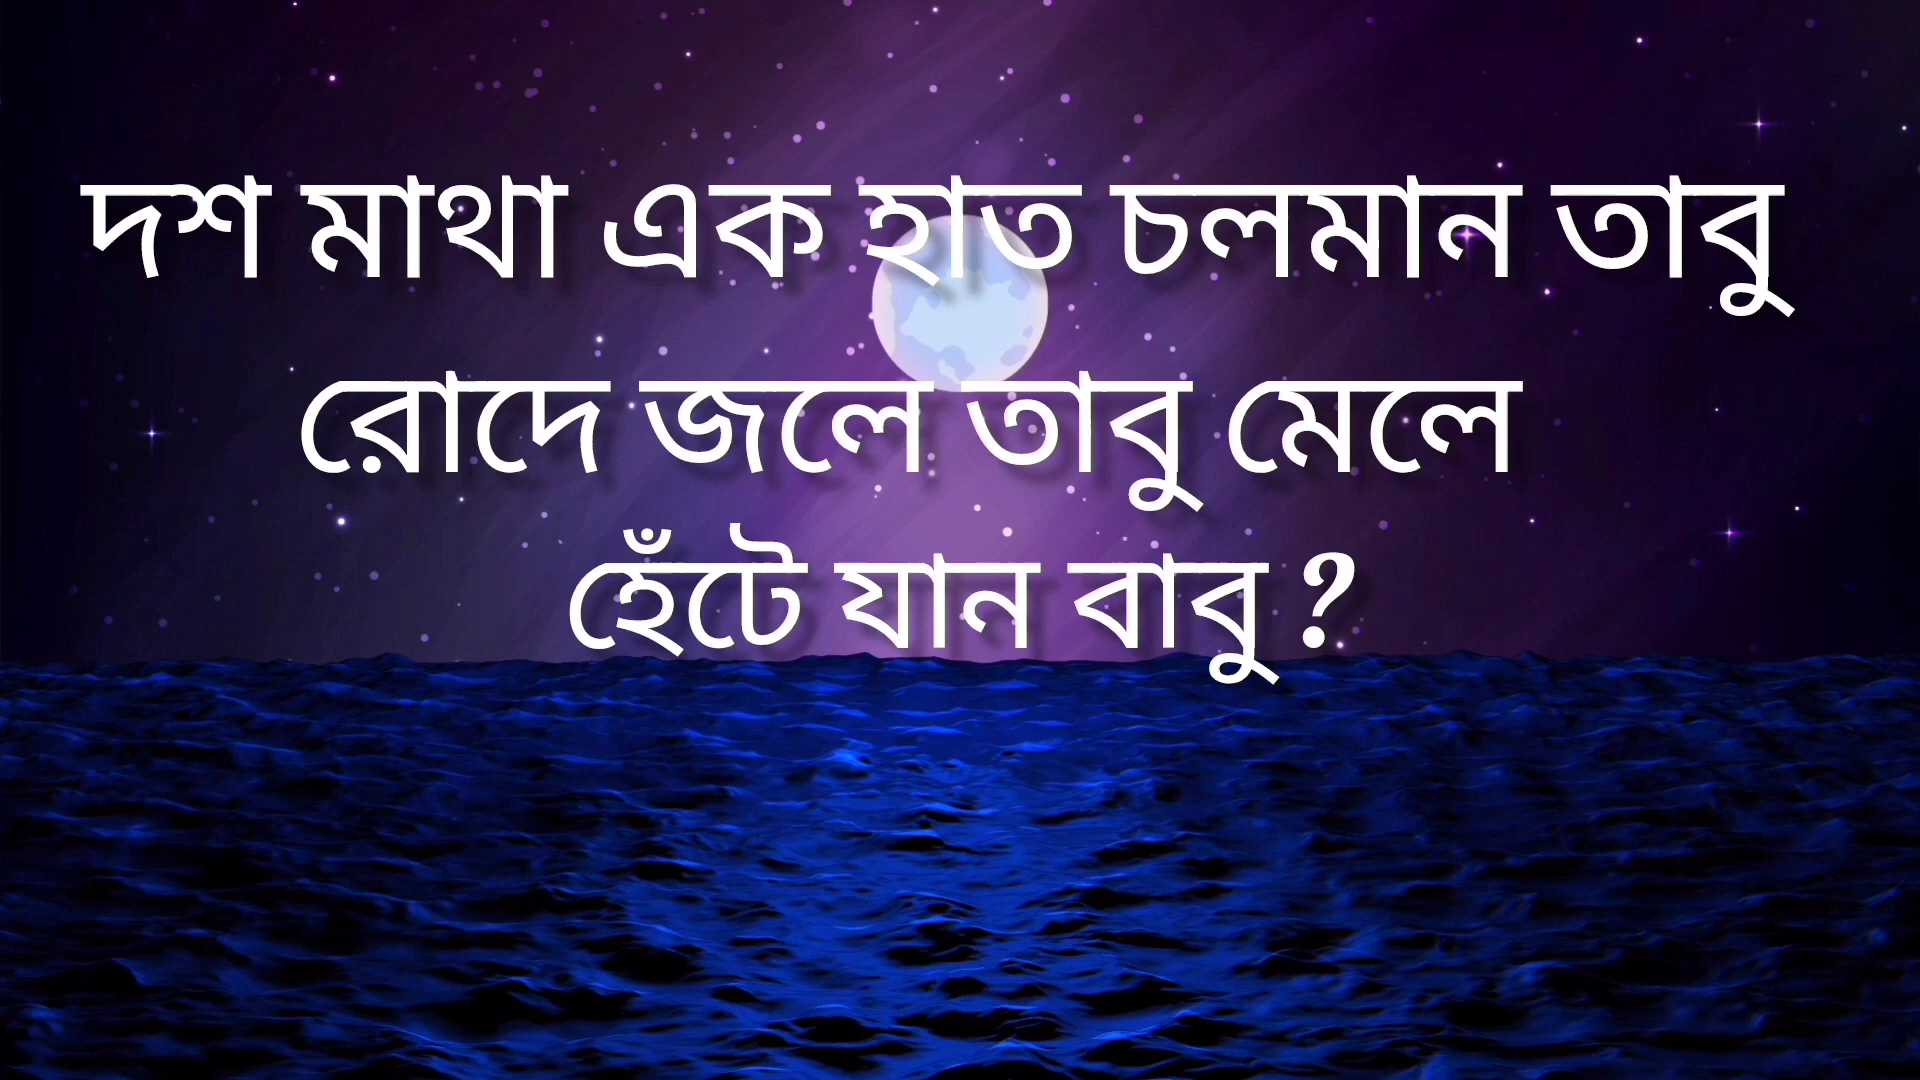 দশ মাথা এক হাত চলমান তাবু
রোদে জলে তাবু মেলে
হেঁটে যান বাবু ?